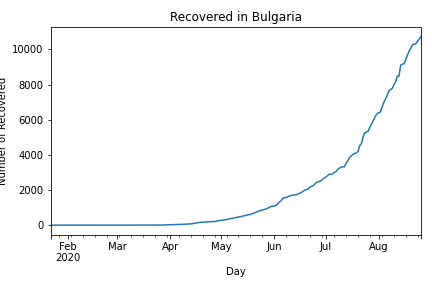 Recovered in Bulgaria
Number of Recovered
10000
8000
6000
4000
2000
0
Feb Mar Apr May Jun Jul Aug
2020
Day